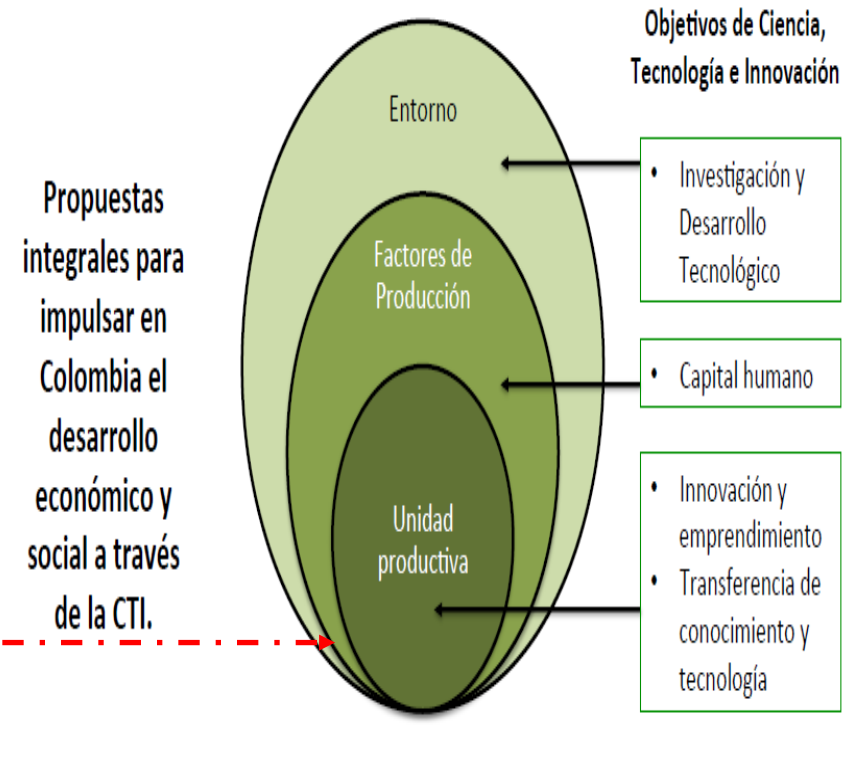 Objetivos de Ciencia,
Tecnología e Innovación
Propuestas
integrales para
impulsar en
Colombia el
desarrollo
económico y
social a través
de la CTI.
Entorno
Factores de
Producción
Unidad
productiva
• Investigación y
Desarrollo
Tecnológico
• Capital humano
• Innovación y
emprendimiento
• Transferencia de
conocimiento y
tecnología